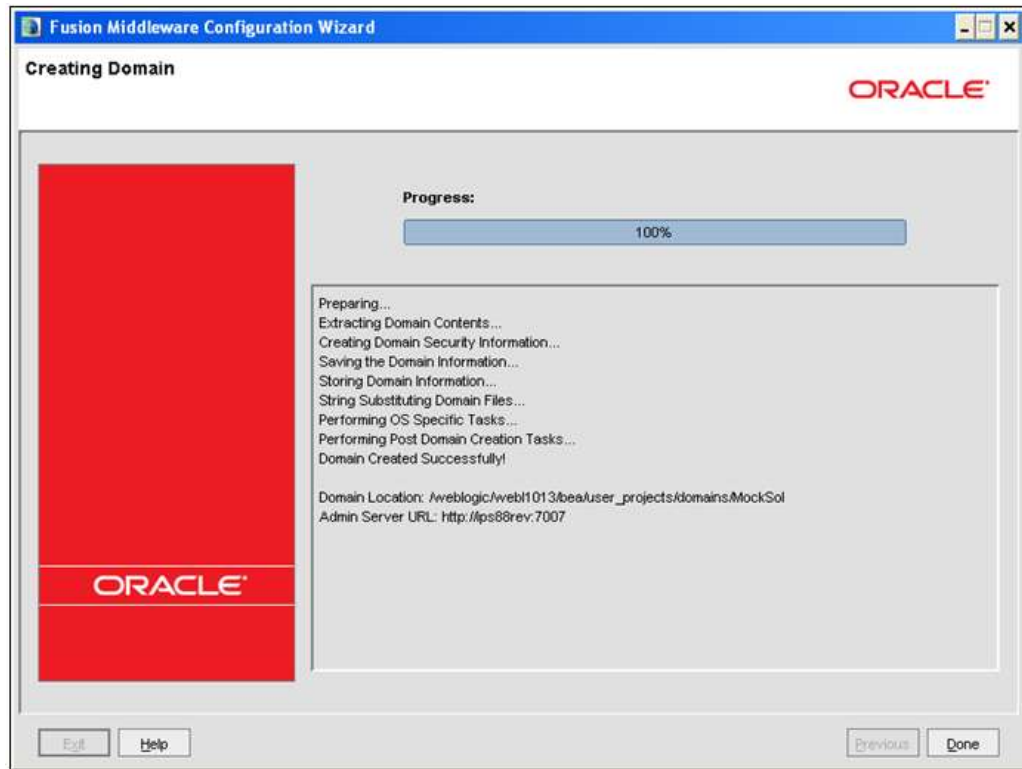 Fusion Middleware Configuration Wizard
Creating Domain
ORACLE
Progress:
100%
Preparing...
Extracting Domain Contents...
Creating Domain Security Information...
Saving the Domain Information...
Storing Domain Information...
String Substituting Domain Files...
Performing OS Specific Tasks...
Performing Post Domain Creation Tasks...
Domain Created Successfully!
Domain Location: /weblogic/webl1013/bea/user_projects/domains/MockSol
Admin Server URL: http://ips88rev:7007
ORACLE
Exit Help Previous Done